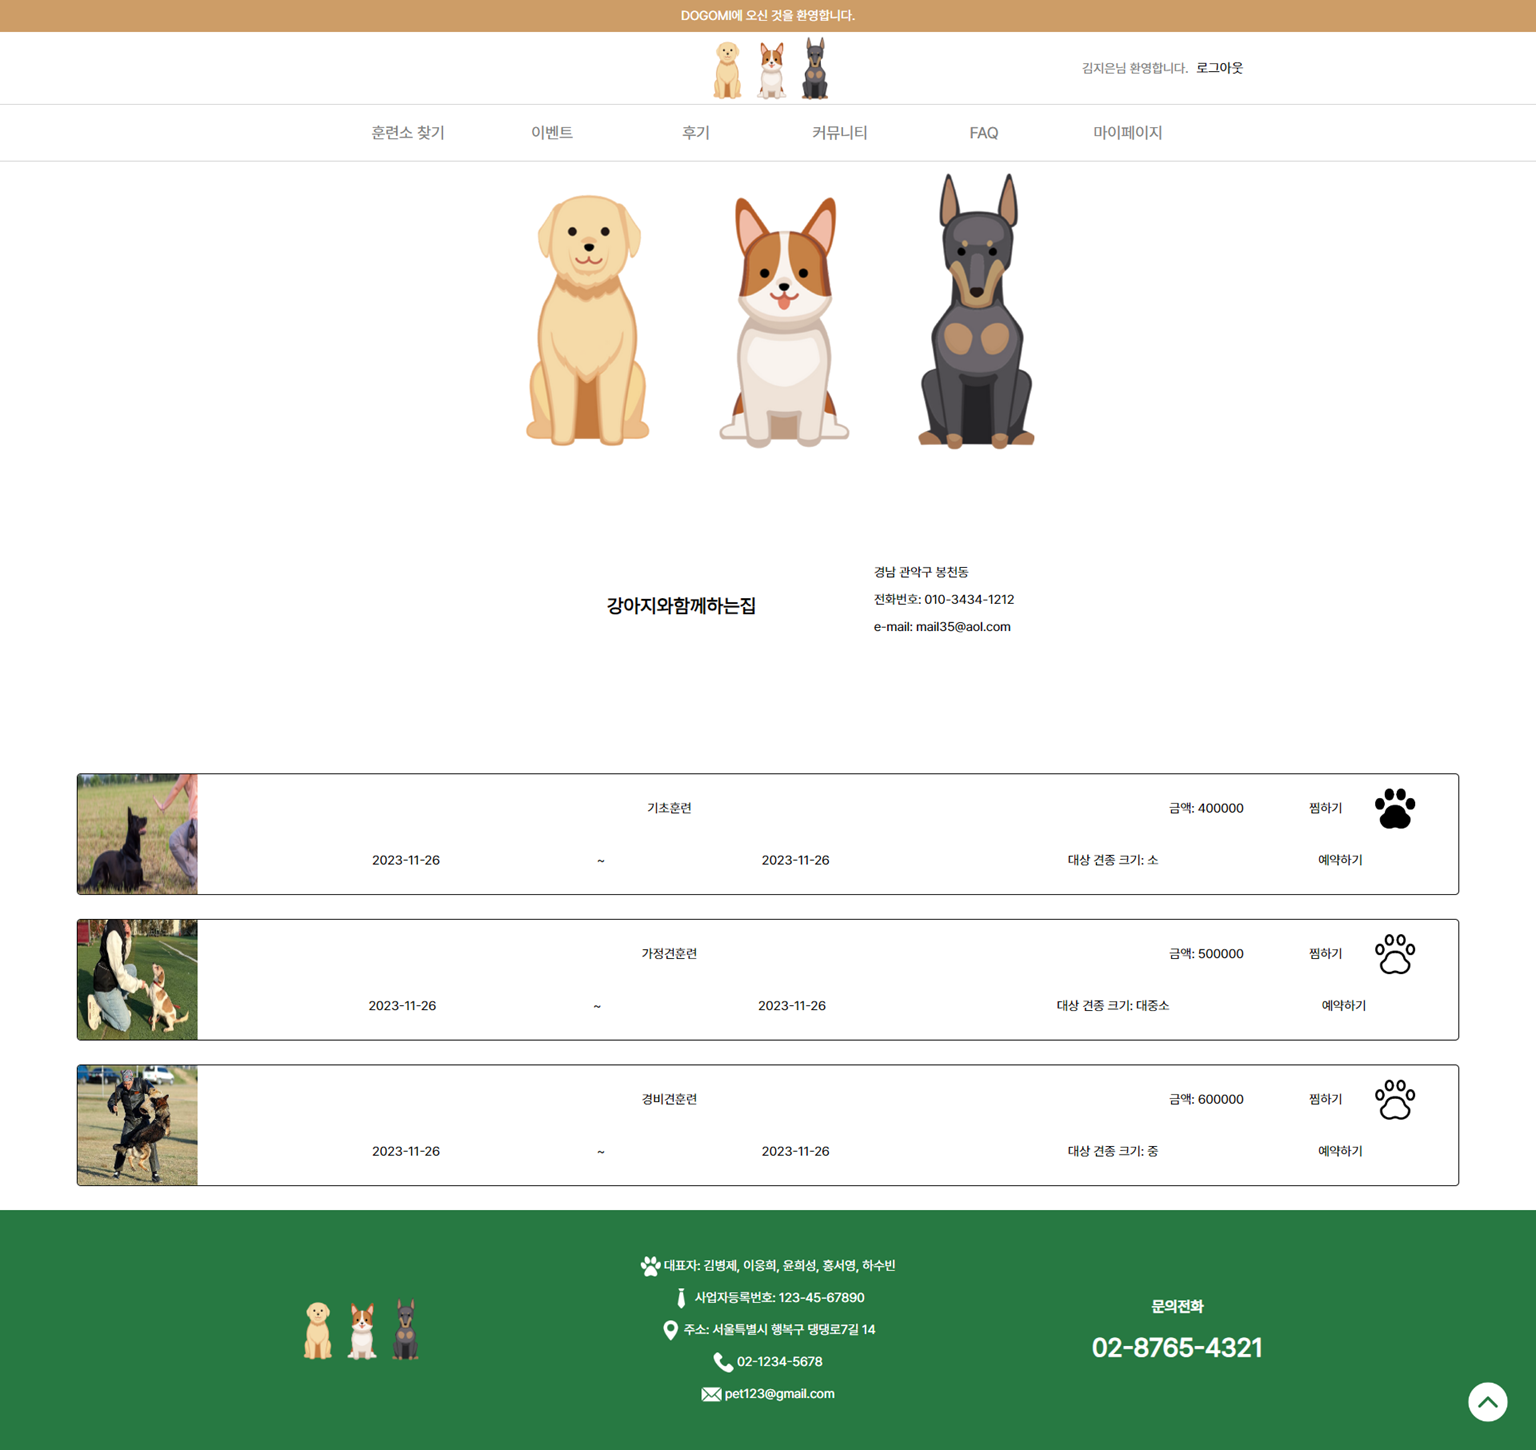 DOGOMI에 오신 것을 환영합니다.
김지은님 환영합니다. 로그아웃
훈련소 찾기 이벤트 후기 커뮤니티 FAQ 마이페이지
강아지와함께하는집
경남 관악구 봉천동
전화번호: 010-3434-1212
e-mail: mail35@aol.com
기초훈련 금액: 400000 찜하기
2023-11-26 ~ 2023-11-26 대상 견종 크기: 소 예약하기
가정견훈련 금액: 500000 찜하기
2023-11-26 ~ 2023-11-26 대상 견종 크기: 대중소 예약하기
경비견훈련 금액: 600000 찜하기
2023-11-26 ~ 2023-11-26 대상 견종 크기: 중 예약하기
대표자: 김병제, 이웅희, 윤희성, 홍서영, 하수빈
사업자등록번호: 123-45-67890
주소: 서울특별시 행복구 댕댕로7길 14
02-1234-5678
pet123@gmail.com
문의전화
02-8765-4321